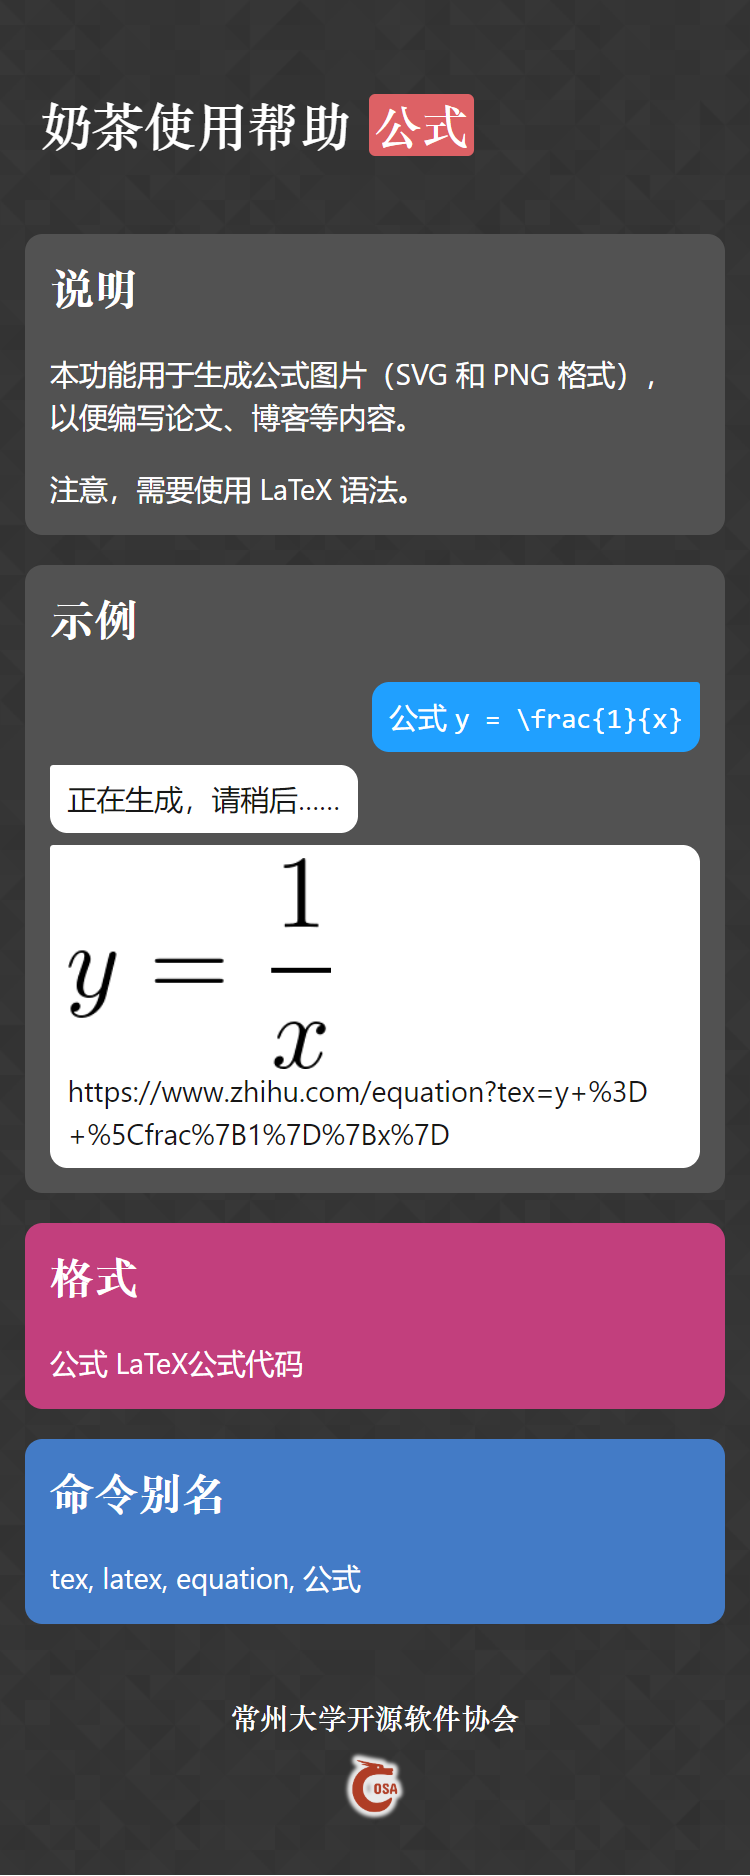 奶茶使用帮助 公式
说明
本功能用于生成公式图片（SVG 和 PNG 格式），
以便编写论文、博客等内容。
注意，需要使用 LaTeX 语法。
示例
公式 y = \frac{1}{x}
正在生成，请稍后……
y = \frac{1}{x}
https://www.zhihu.com/equation?tex=y+%3D
+%5Cfrac%7B1%7D%7Bx%7D
格式
公式 LaTeX公式代码
命令别名
tex, latex, equation, 公式
常州大学开源软件协会
OSA